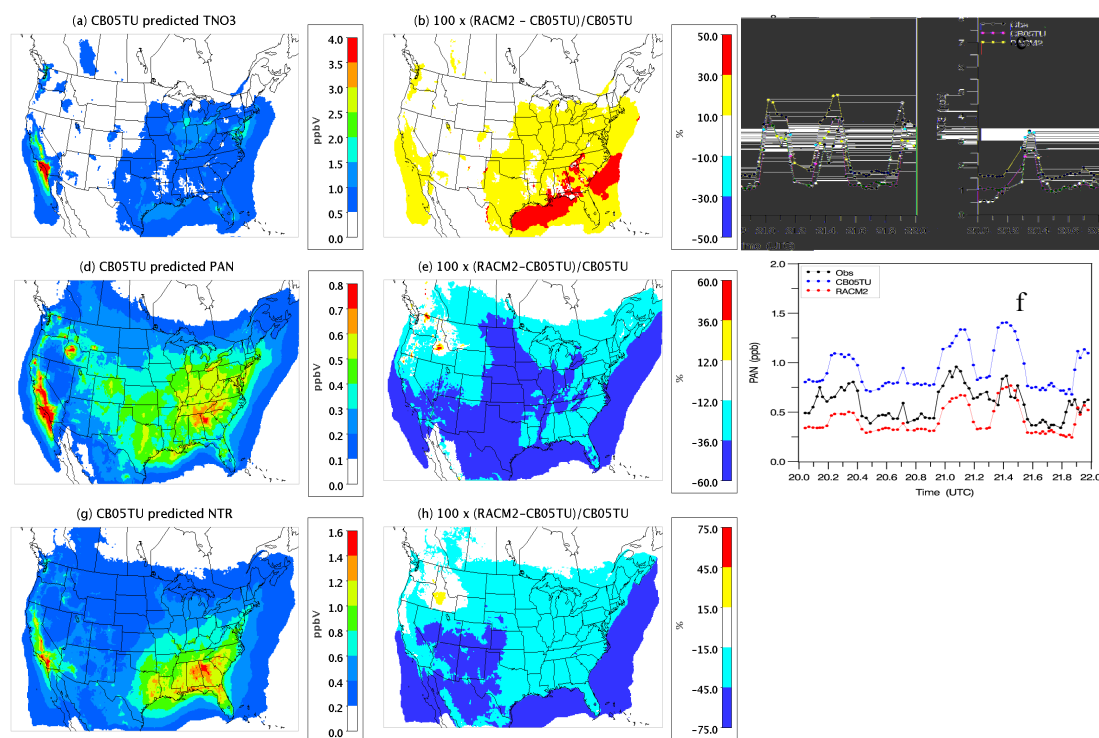 (a) CB05TU predicted TNO3
(b) 100 x (RACM2 - CB05TU)/CB05TU
4.0
3.5
3.0
2.5
2.0
1.5
1.0
0.5
0.0
ppbV
50.0
30.0
10.0
-10.0
-30.0
-50.0
%
Obs
CB05TU
RACM2
c
(d) CB05TU predicted PAN
(e) 100 x (RACM2-CB05TU)/CB05TU
0.8
0.7
0.6
0.5
0.4
0.3
0.2
0.1
0.0
ppbV
60.0
36.0
12.0
-12.0
-36.0
-60.0
%
Obs
CB05TU
RACM2
f
2.0
1.5
1.0
0.5
0.0
PAN (ppb)
20.0 20.2 20.4 20.6 20.8 21.0 21.2 21.4 21.6 21.8 22.0
Time (UTC)
(g) CB05TU predicted NTR
(h) 100 x (RACM2-CB05TU)/CB05TU
1.6
1.4
1.2
1.0
0.8
0.6
0.4
0.2
0.0
ppbV
75.0
45.0
15.0
-15.0
-45.0
-75.0
%